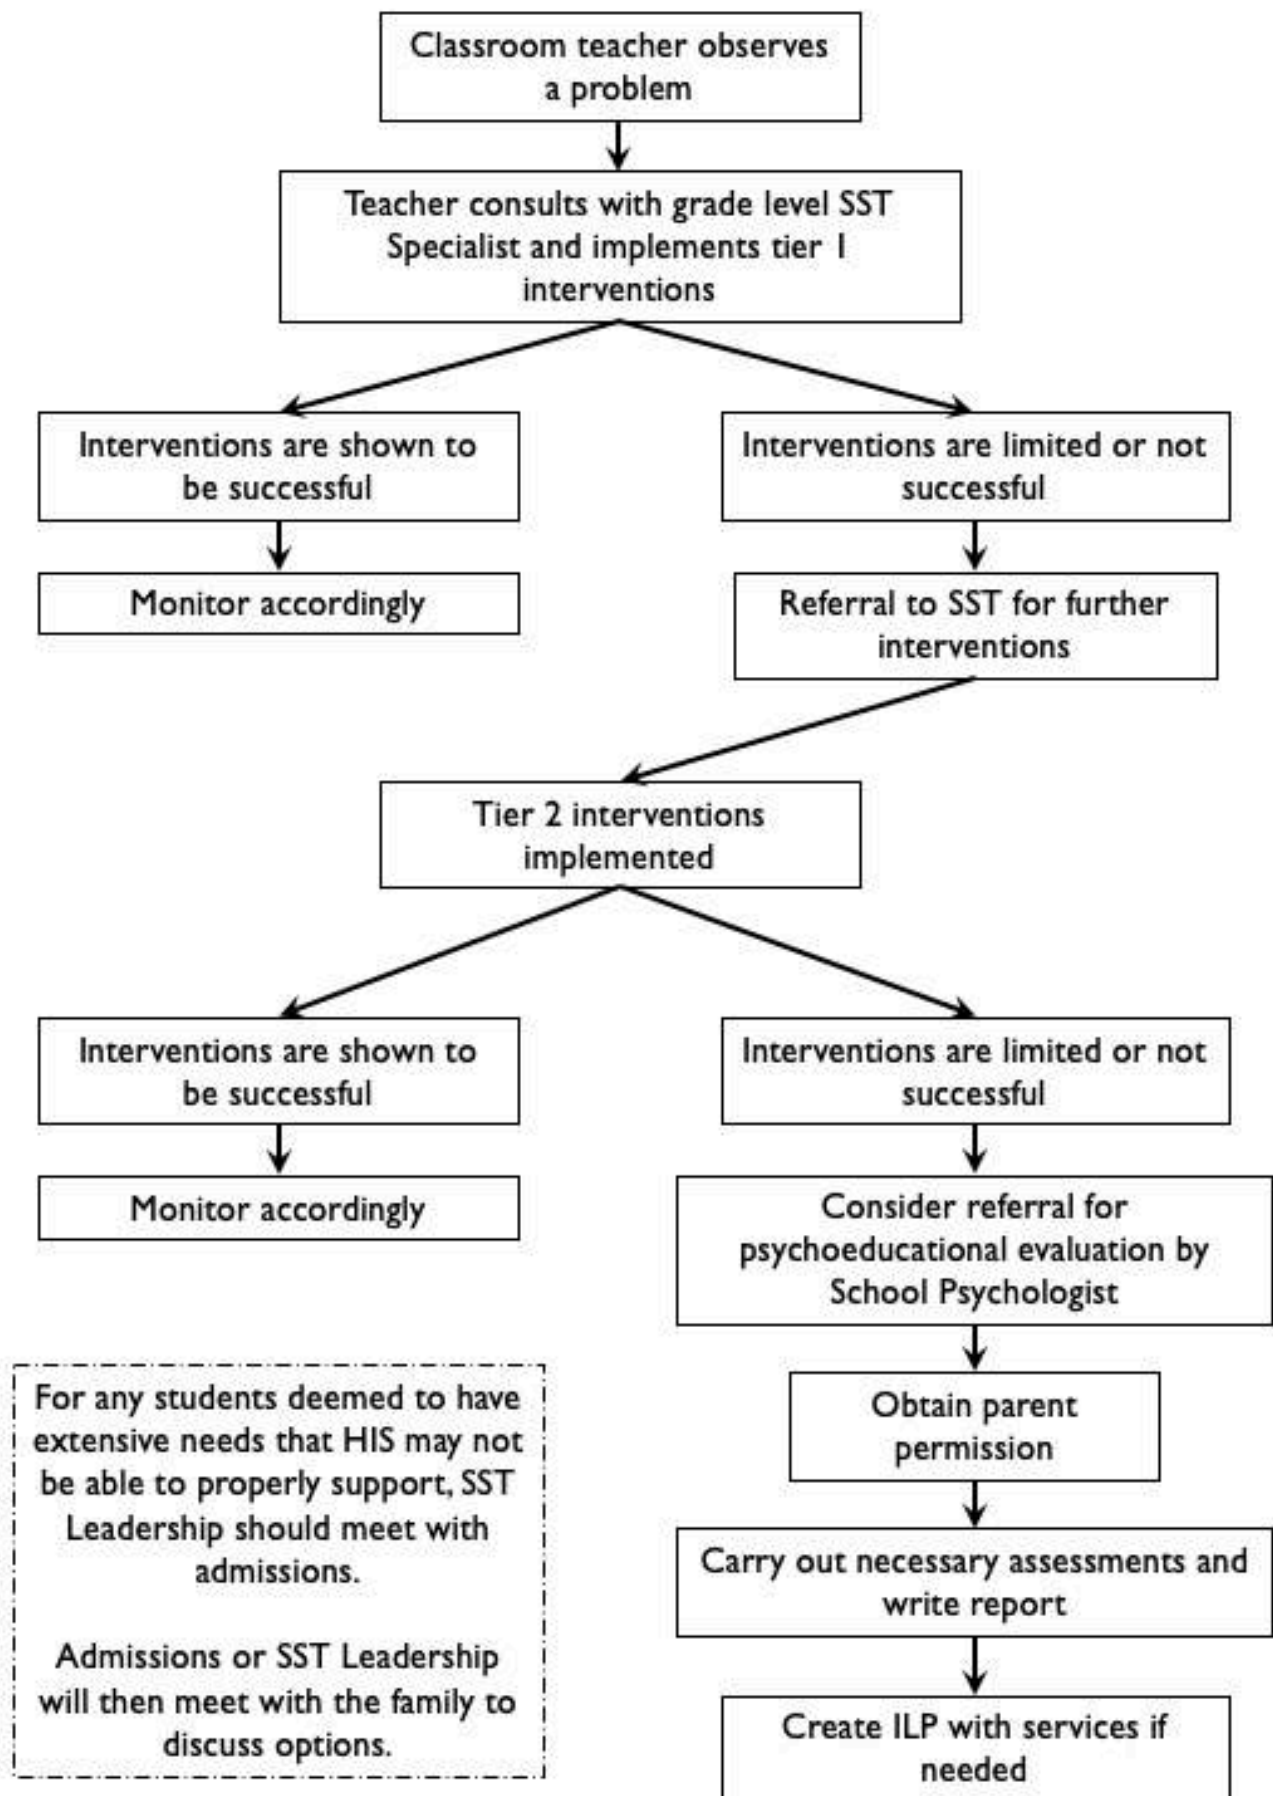 Classroom teacher observes
a problem
Teacher consults with grade level SST
Specialist and implements tier 1
interventions
Interventions are shown to
be successful
Interventions are limited or not
successful
Monitor accordingly
Referral to SST for further
interventions
Tier 2 interventions
implemented
Interventions are shown to
be successful
Interventions are limited or not
successful
Monitor accordingly
Consider referral for
psychoeducational evaluation by
School Psychologist
Obtain parent
permission
For any students deemed to have
extensive needs that HIS may not
be able to properly support, SST
Leadership should meet with
admissions.
Admissions or SST Leadership
will then meet with the family to
discuss options.
Carry out necessary assessments and
write report
Create ILP with services if
needed